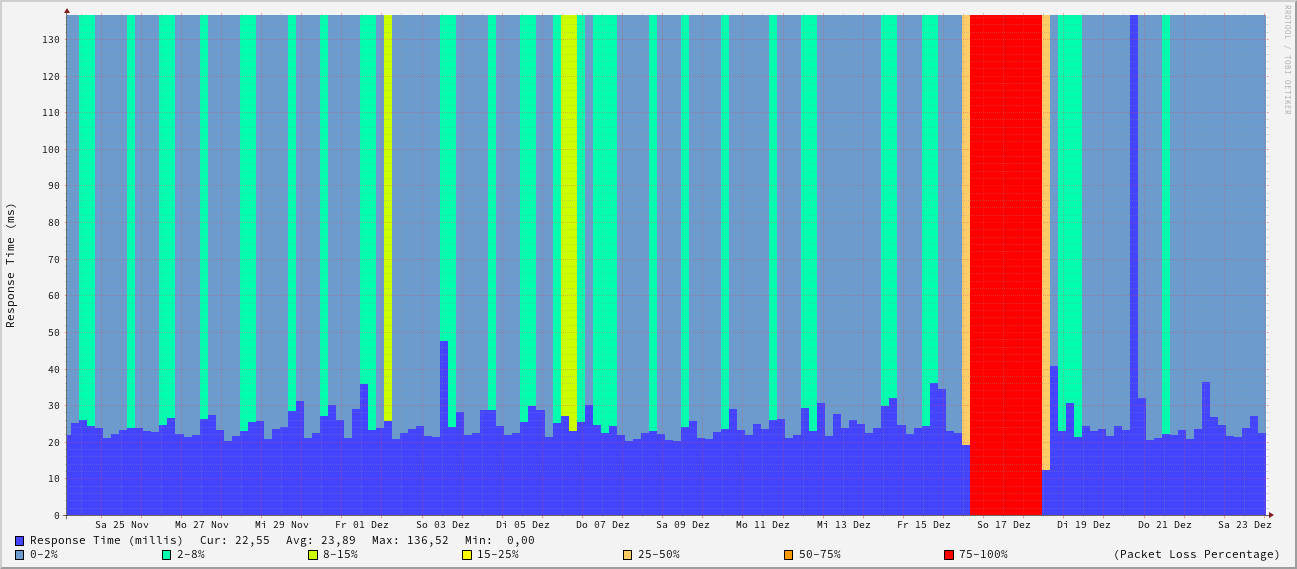 RRDTOOL / TOBI OETIKER
Response Time (ms)
130
120
110
100
90
80
70
60
50
40
30
20
10
0
Sa 25 Nov Mo 27 Nov Mi 29 Nov Fr 01 Dez So 03 Dez Di 05 Dez Do 07 Dez Sa 09 Dez Mo 11 Dez Mi 13 Dez Fr 15 Dez So 17 Dez Di 19 Dez Do 21 Dez Sa 23 Dez
Response Time (millis) Cur: 22,55 Avg: 23,89 Max: 136,52 Min: 0,00
0-2% 2-8% 8-15% 15-25% 25-50% 50-75% 75-100% (Packet Loss Percentage)